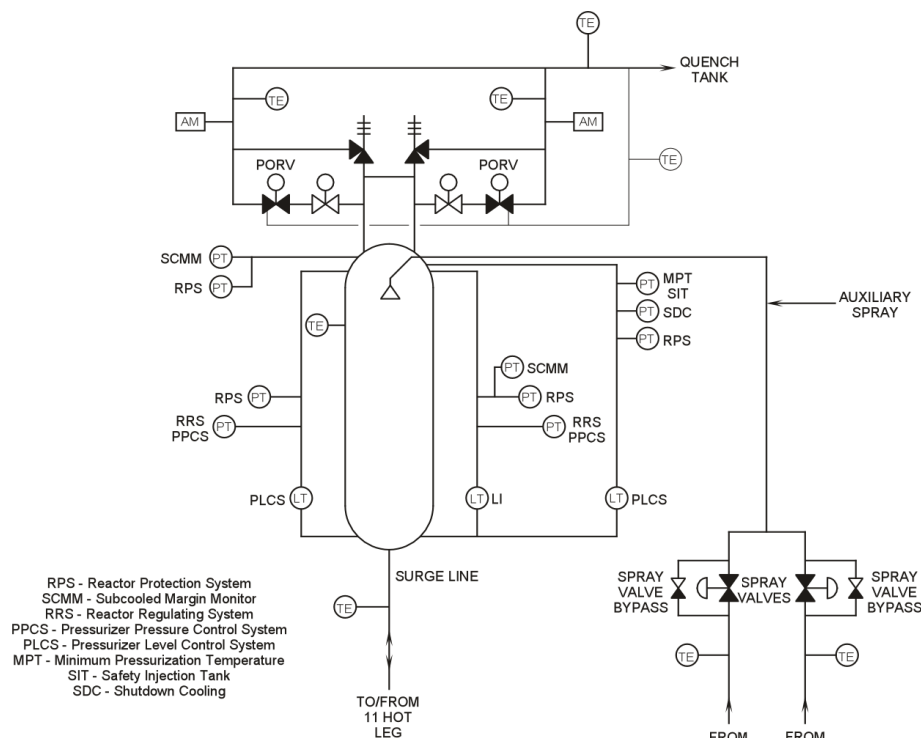 TE
QUENCH
TANK
TE
TE
AM
AM
PORV
PORV
TE
SCMM PT
RPS PT
PT MPT
SIT
PT SDC
PT RPS
AUXILIARY
SPRAY
TE
PT SCMM
RPS PT
PT RPS
RRS
PPCS PT
PT RRS
PPCS
PLCS LT
LT LI
LT PLCS
SURGE LINE
TE
TO/FROM
11 HOT
LEG
SPRAY
VALVE
BYPASS
SPRAY
VALVES
SPRAY
VALVE
BYPASS
TE
TE
FROM
FROM
RPS - Reactor Protection System
SCMM - Subcooled Margin Monitor
RRS - Reactor Regulating System
PPCS - Pressurizer Pressure Control System
PLCS - Pressurizer Level Control System
MPT - Minimum Pressurization Temperature
SIT - Safety Injection Tank
SDC - Shutdown Cooling